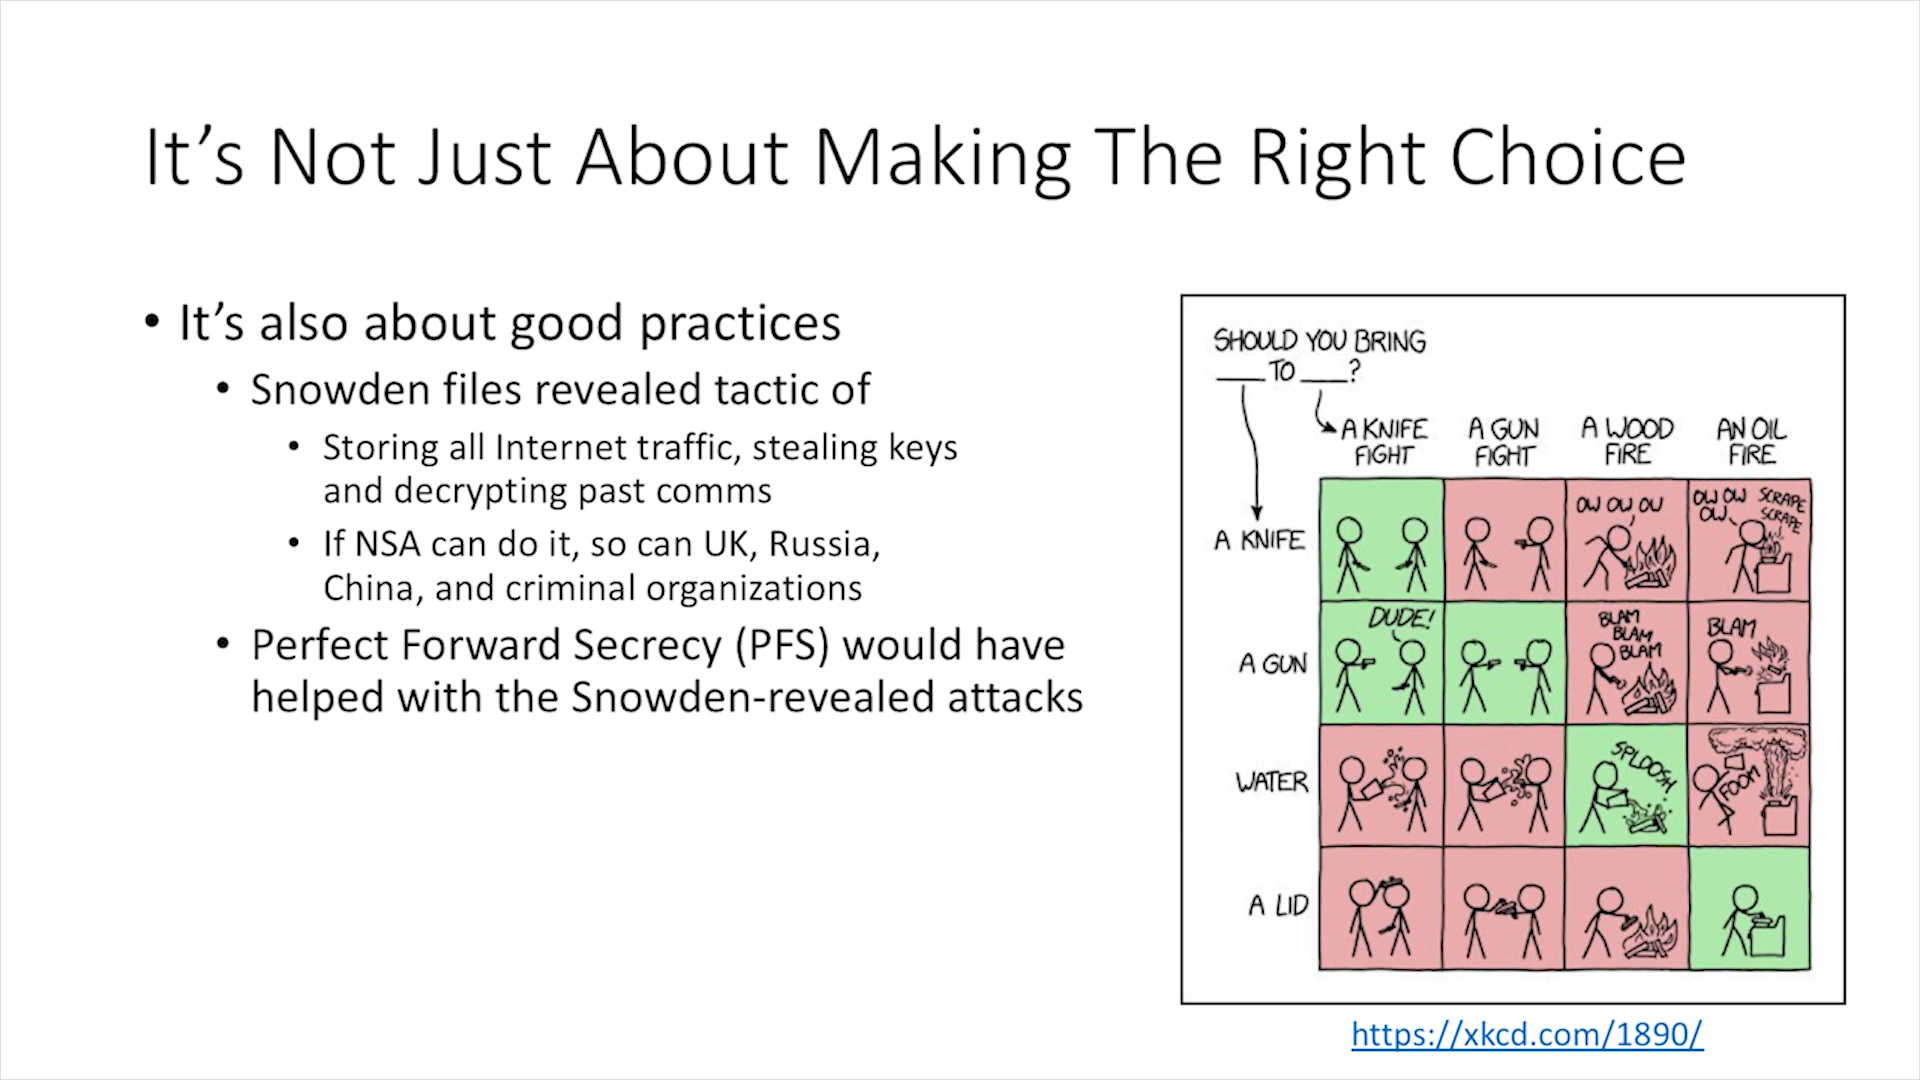 It’s Not Just About Making The Right Choice
• It’s also about good practices
• Snowden files revealed tactic of
• Storing all Internet traffic, stealing keys
and decrypting past comms
• If NSA can do it, so can UK, Russia,
China, and criminal organizations
• Perfect Forward Secrecy (PFS) would have
helped with the Snowden-revealed attacks
SHOULD YOU BRING
___ TO ___?
A KNIFE FIGHT
A GUN FIGHT
A WOOD FIRE
AN OIL FIRE
A KNIFE
OW OW OW
OW OW
OW
SCRAPE
SCRAPE
A GUN
DUDE!
BLAM
BLAM
BLAM
BLAM
WATER
SPLOOSH
FOOM
A LID
https://xkcd.com/1890/